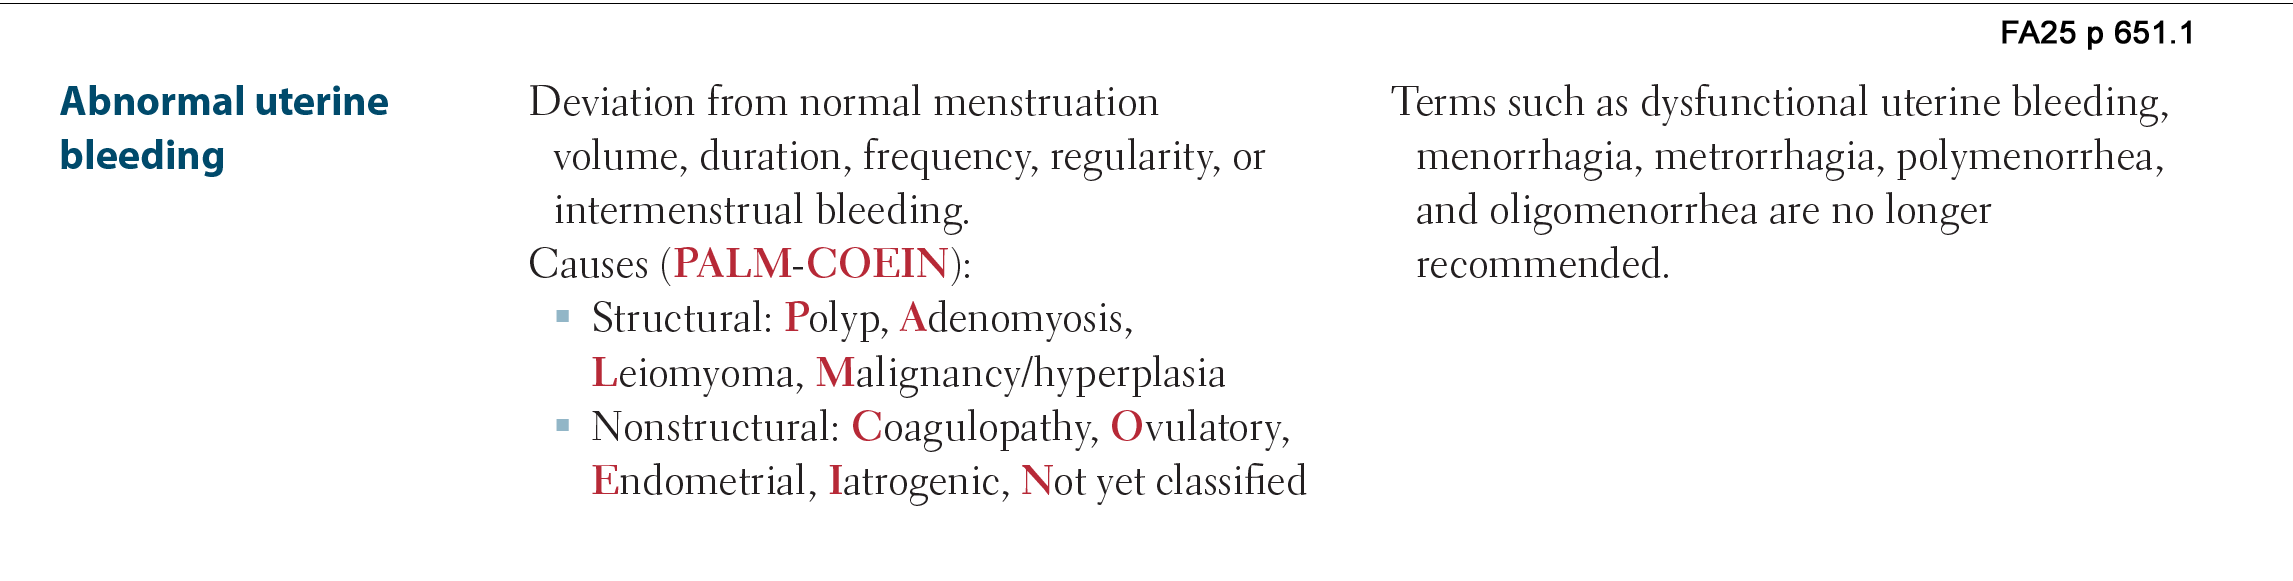 FA25 p 651.1
Abnormal uterine
bleeding
Deviation from normal menstruation
volume, duration, frequency, regularity, or
intermenstrual bleeding.
Causes (PALM-COEIN):
▪ Structural: Polyp, Adenomyosis,
Leiomyoma, Malignancy/hyperplasia
▪ Nonstructural: Coagulopathy, Ovulatory,
Endometrial, Iatrogenic, Not yet classified
Terms such as dysfunctional uterine bleeding,
menorrhagia, metrorrhagia, polymenorrhea,
and oligomenorrhea are no longer
recommended.